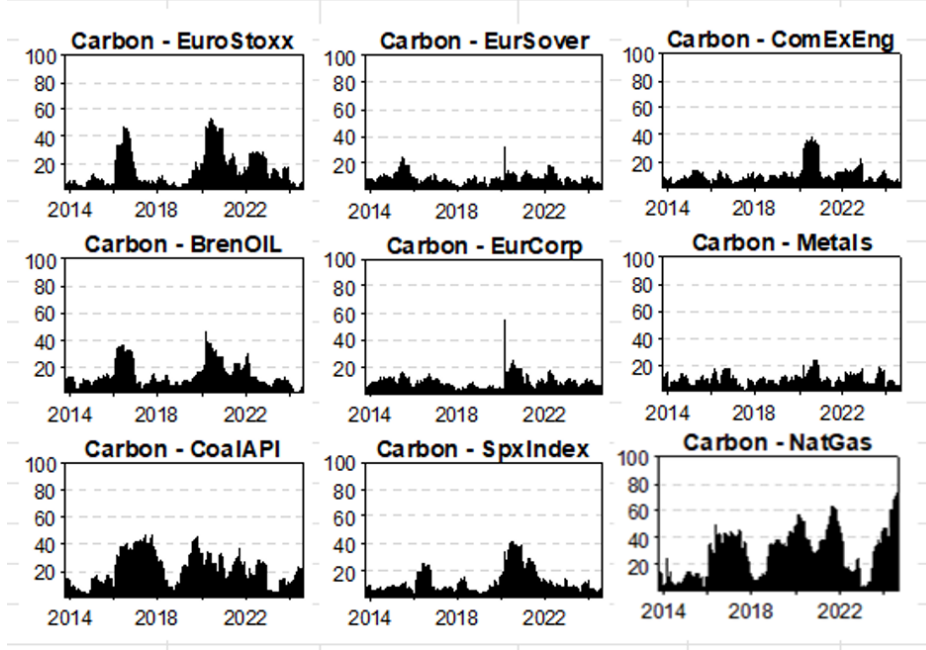 Carbon - EuroStoxx
100
80
60
40
20
2014 2018 2022
Carbon - EurSover
100
80
60
40
20
2014 2018 2022
Carbon - ComExEng
100
80
60
40
20
2014 2018 2022
Carbon - BrenOIL
100
80
60
40
20
2014 2018 2022
Carbon - EurCorp
100
80
60
40
20
2014 2018 2022
Carbon - Metals
100
80
60
40
20
2014 2018 2022
Carbon - CoalAPI
100
80
60
40
20
2014 2018 2022
Carbon - SpxIndex
100
80
60
40
20
2014 2018 2022
Carbon - NatGas
100
80
60
40
20
2014 2018 2022